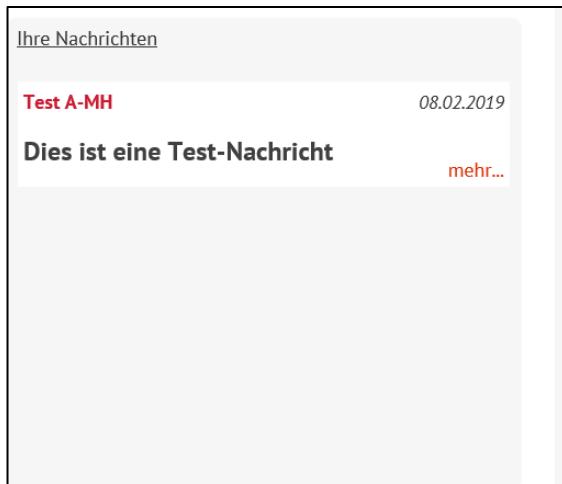 Ihre Nachrichten
Test A-MH 08.02.2019
Dies ist eine Test-Nachricht
mehr...